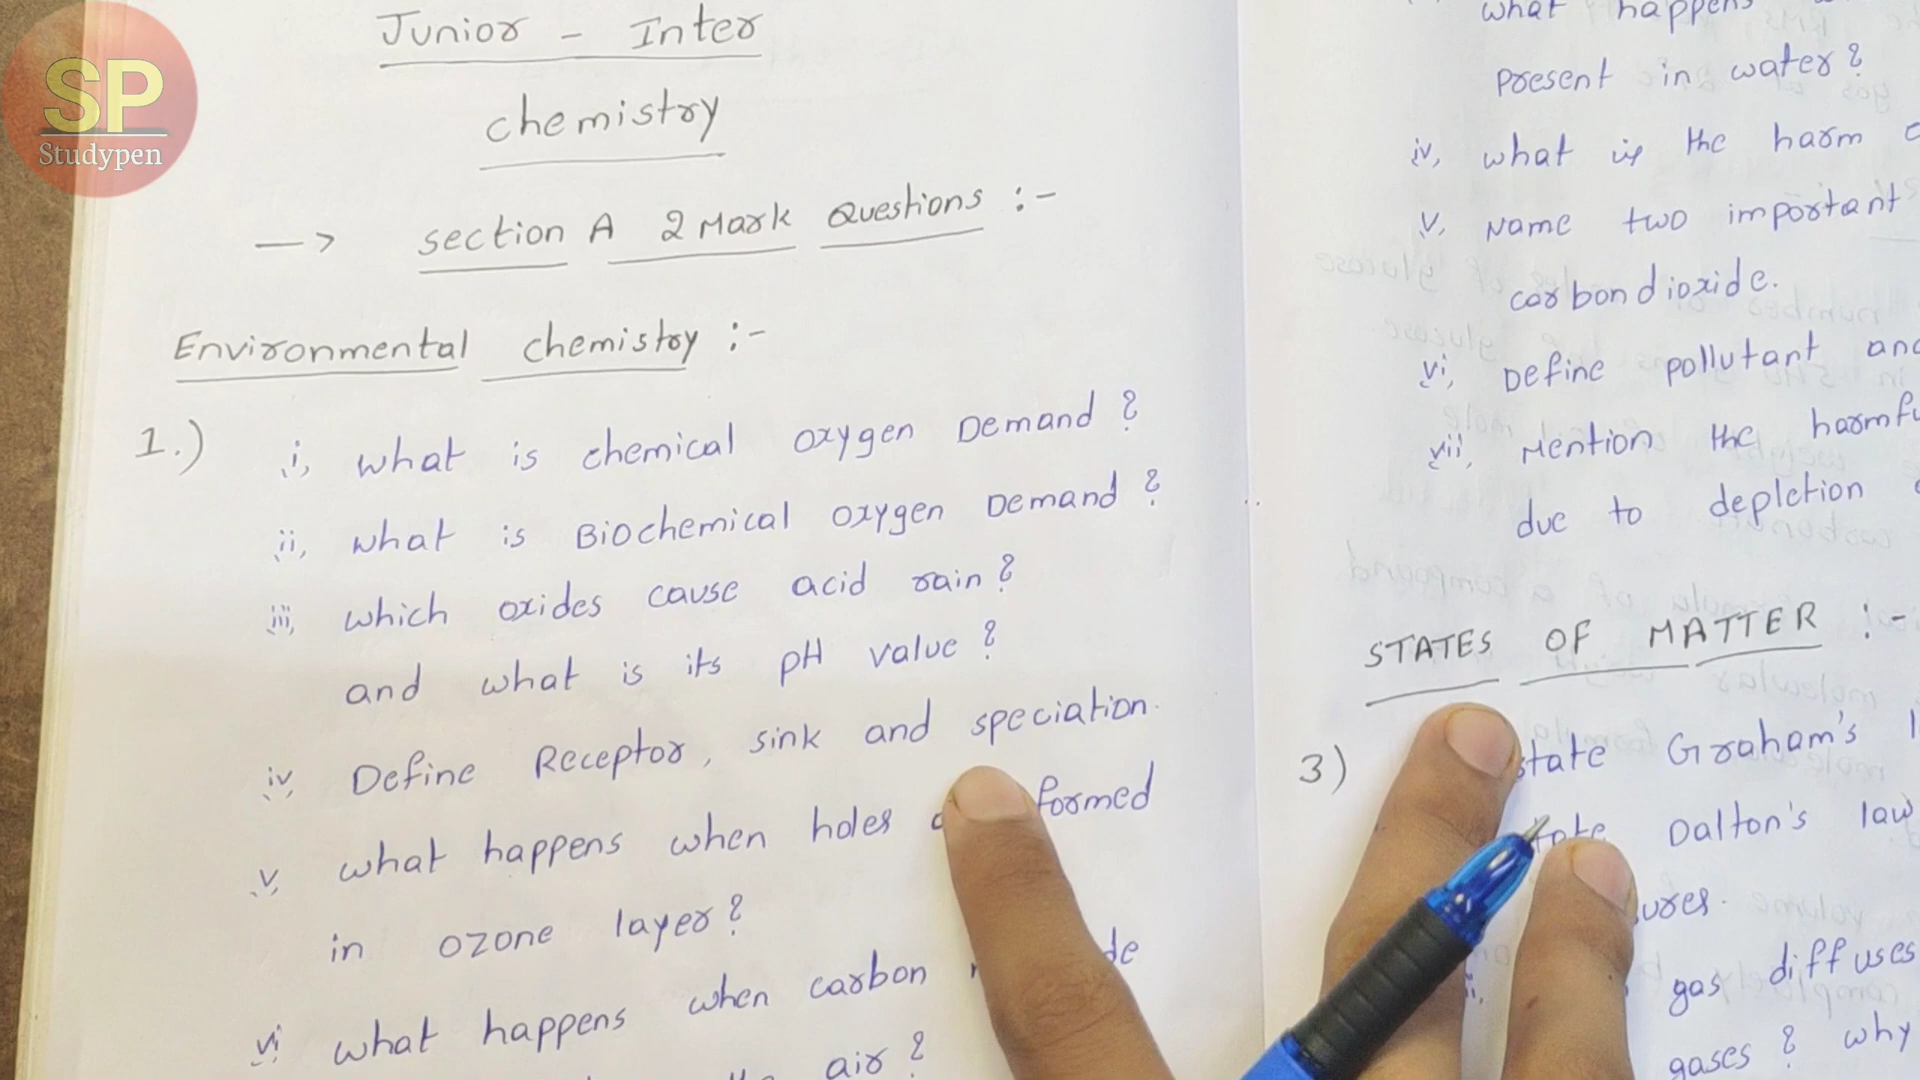 SP
Studypen
Junior - Inter
chemistry
—> section A 2 Mark Questions :-
Environmental chemistry :-
1.) i, what is chemical oxygen Demand ?
ii, what is Biochemical oxygen Demand ?
iii, which oxides cause acid rain ?
and what is its pH value ?
iv, Define Receptor, sink and speciation.
v, what happens when holes formed
in ozone layer ?
vi, what happens when carbon
air ?
what happens
present in water ?
iv, what is the harm
v, Name two important
carbondioxide.
vi, Define pollutant and
vii, Mention the
due to depletion
STATES OF MATTER :-
3) state Graham's
Dalton's law
gas diffuses
gases ? why